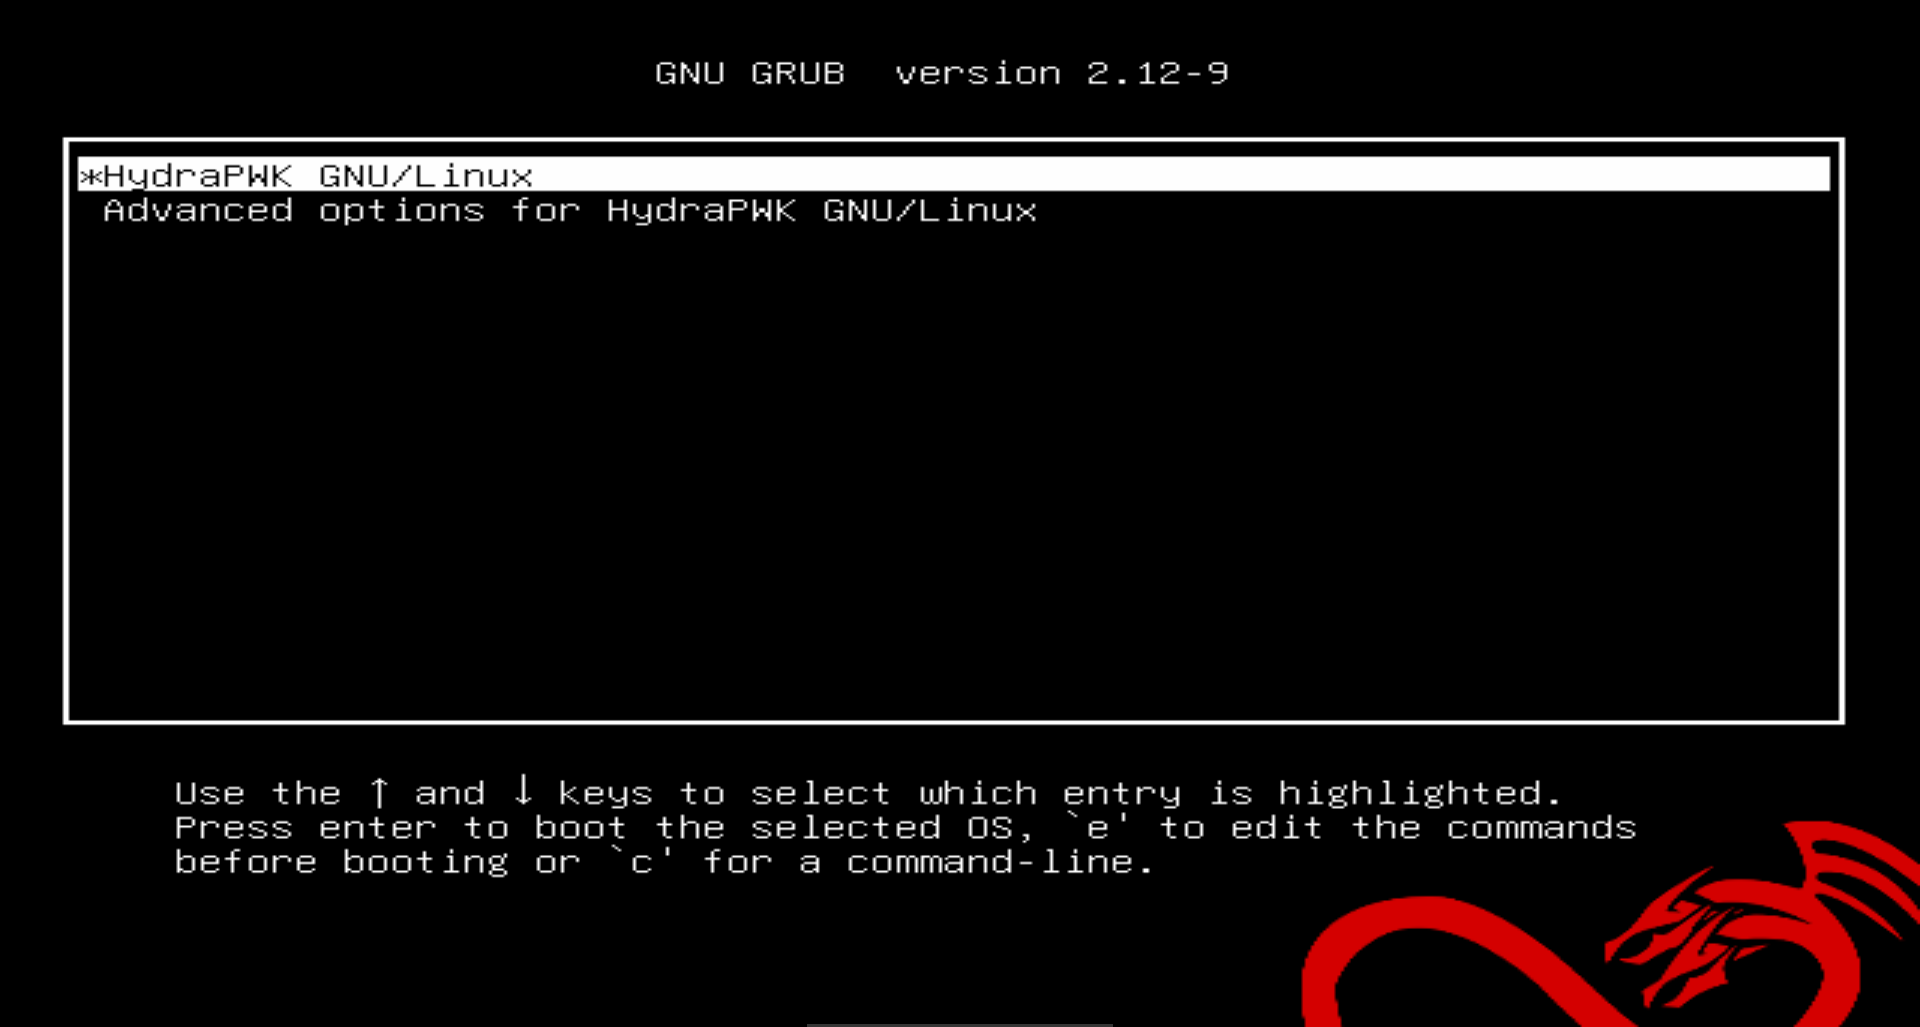 GNU GRUB  version 2.12-9
*HydraPWK GNU/Linux
Advanced options for HydraPWK GNU/Linux
Use the ↑ and ↓ keys to select which entry is highlighted.
Press enter to boot the selected OS, `e' to edit the commands
before booting or `c' for a command-line.